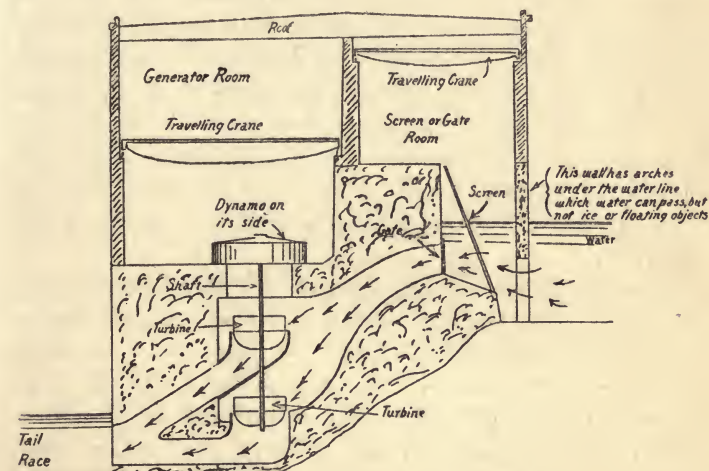 Roof
Generator Room
Travelling Crane
Travelling Crane
Screen or Gate
Room
This wall has arches
under the water line
which water can pass, but
not ice or floating objects
Dynamo on
its side
Screen
Gate
Water
Shaft
Turbine
Turbine
Tail
Race